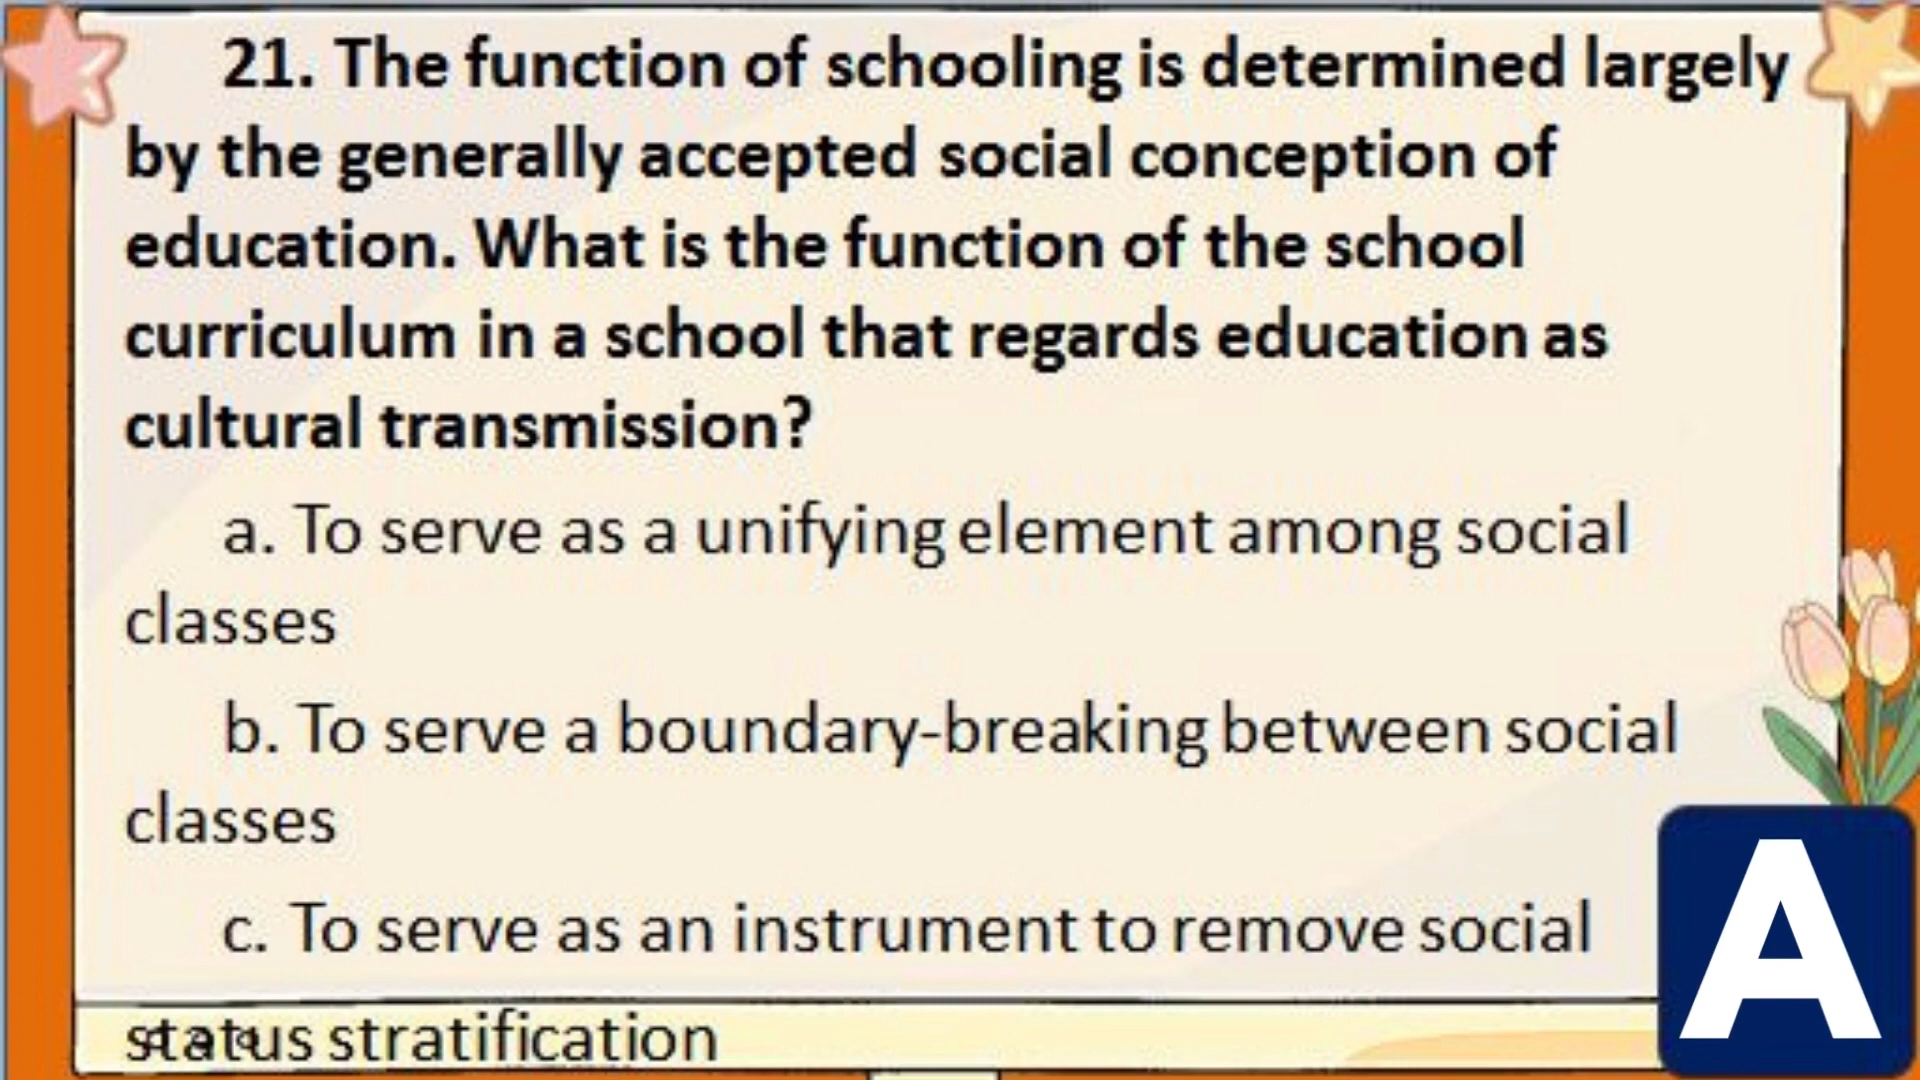 21. The function of schooling is determined largely
by the generally accepted social conception of
education. What is the function of the school
curriculum in a school that regards education as
cultural transmission?
a. To serve as a unifying element among social
classes
b. To serve a boundary-breaking between social
classes
c. To serve as an instrument to remove social
status stratification
A